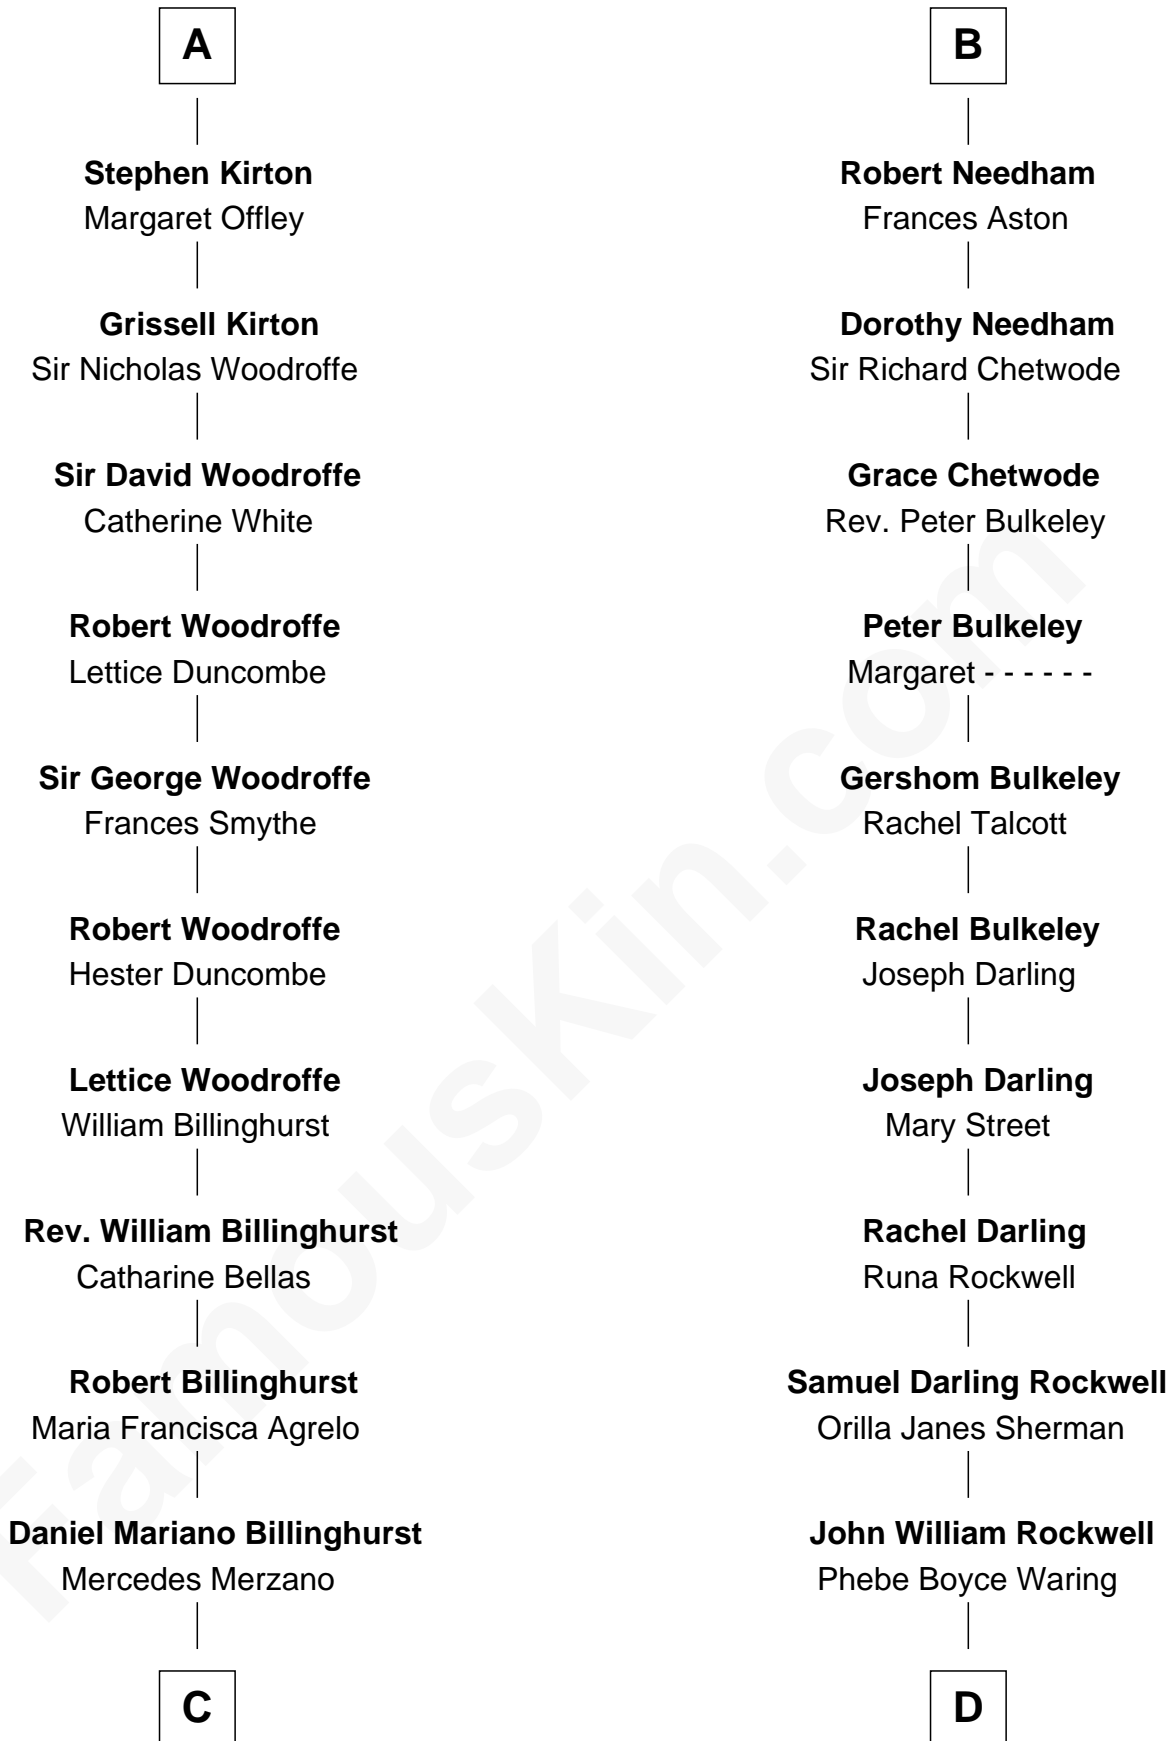 A
Stephen Kirton
Margaret Offley
Grissell Kirton
Sir Nicholas Woodroffe
Sir David Woodroffe
Catherine White
Robert Woodroffe
Lettice Duncombe
Sir George Woodroffe
Frances Smythe
Robert Woodroffe
Hester Duncombe
Lettice Woodroffe
William Billinghurst
Rev. William Billinghurst
Catharine Bellas
Robert Billinghurst
Maria Francisca Agrelo
Daniel Mariano Billinghurst
Mercedes Merzano
C
B
Robert Needham
Frances Aston
Dorothy Needham
Sir Richard Chetwode
Grace Chetwode
Rev. Peter Bulkeley
Peter Bulkeley
Margaret - - - - - -
Gershom Bulkeley
Rachel Talcott
Rachel Bulkeley
Joseph Darling
Joseph Darling
Mary Street
Rachel Darling
Runa Rockwell
Samuel Darling Rockwell
Orilla Janes Sherman
John William Rockwell
Phebe Boyce Waring
D
FamousKin.com